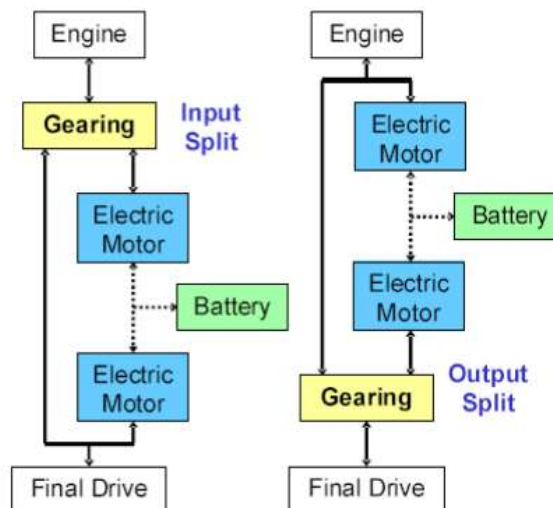 Engine
Gearing
Input
Split
Electric
Motor
Battery
Electric
Motor
Final Drive
Engine
Electric
Motor
Battery
Electric
Motor
Gearing
Output
Split
Final Drive